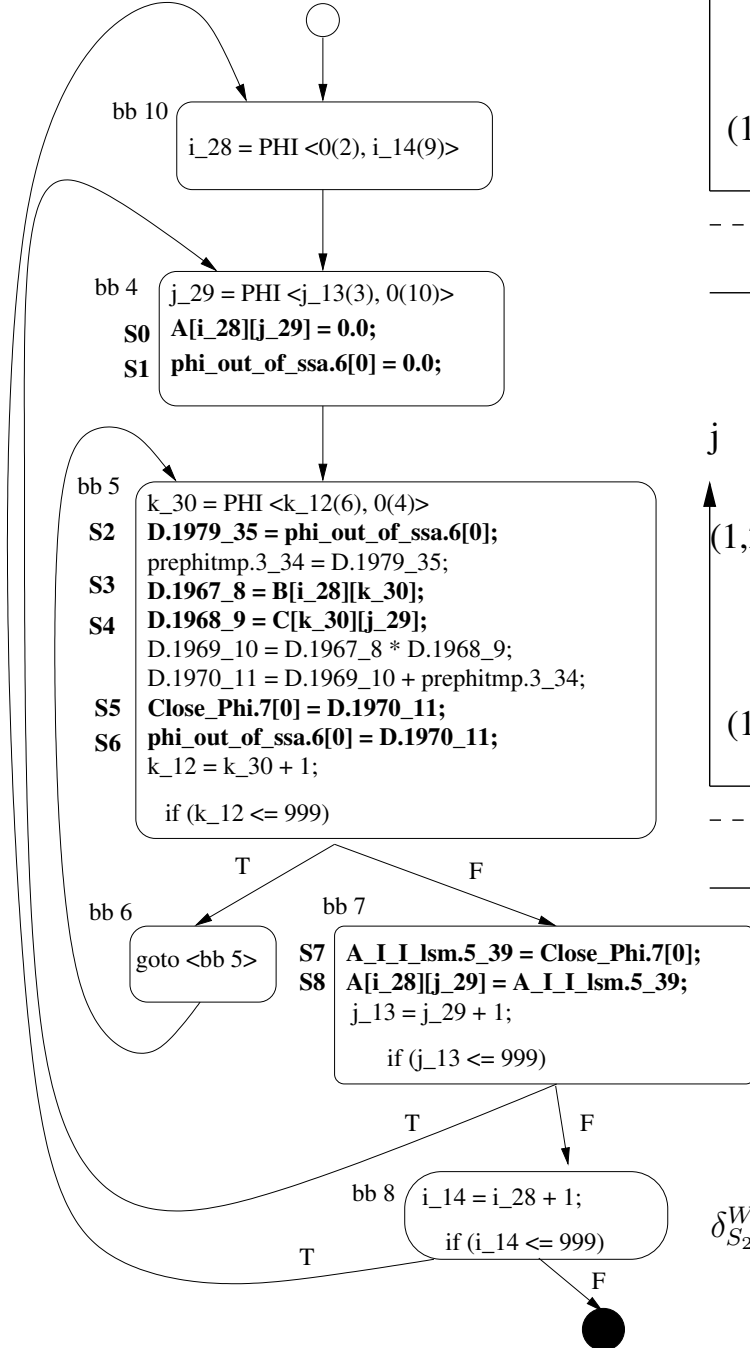 bb 10
i_28 = PHI <0(2), i_14(9)>
(1
bb 4
j_29 = PHI <j_13(3), 0(10)>
S0 A[i_28][j_29] = 0.0;
S1 phi_out_of_ssa.6[0] = 0.0;
j
bb 5
k_30 = PHI <k_12(6), 0(4)>
S2 D.1979_35 = phi_out_of_ssa.6[0];
(1,
prephitmp.3_34 = D.1979_35;
S3 D.1967_8 = B[i_28][k_30];
S4 D.1968_9 = C[k_30][j_29];
D.1969_10 = D.1967_8 * D.1968_9;
D.1970_11 = D.1969_10 + prephitmp.3_34;
S5 Close_Phi.7[0] = D.1970_11;
S6 phi_out_of_ssa.6[0] = D.1970_11;
(1
k_12 = k_30 + 1;
if (k_12 <= 999)
T F
bb 6 bb 7
goto <bb 5>
S7 A_I_I_lsm.5_39 = Close_Phi.7[0];
S8 A[i_28][j_29] = A_I_I_lsm.5_39;
j_13 = j_29 + 1;
if (j_13 <= 999)
T F
bb 8
i_14 = i_28 + 1;
if (i_14 <= 999)
δ^W_{S_2
T
F